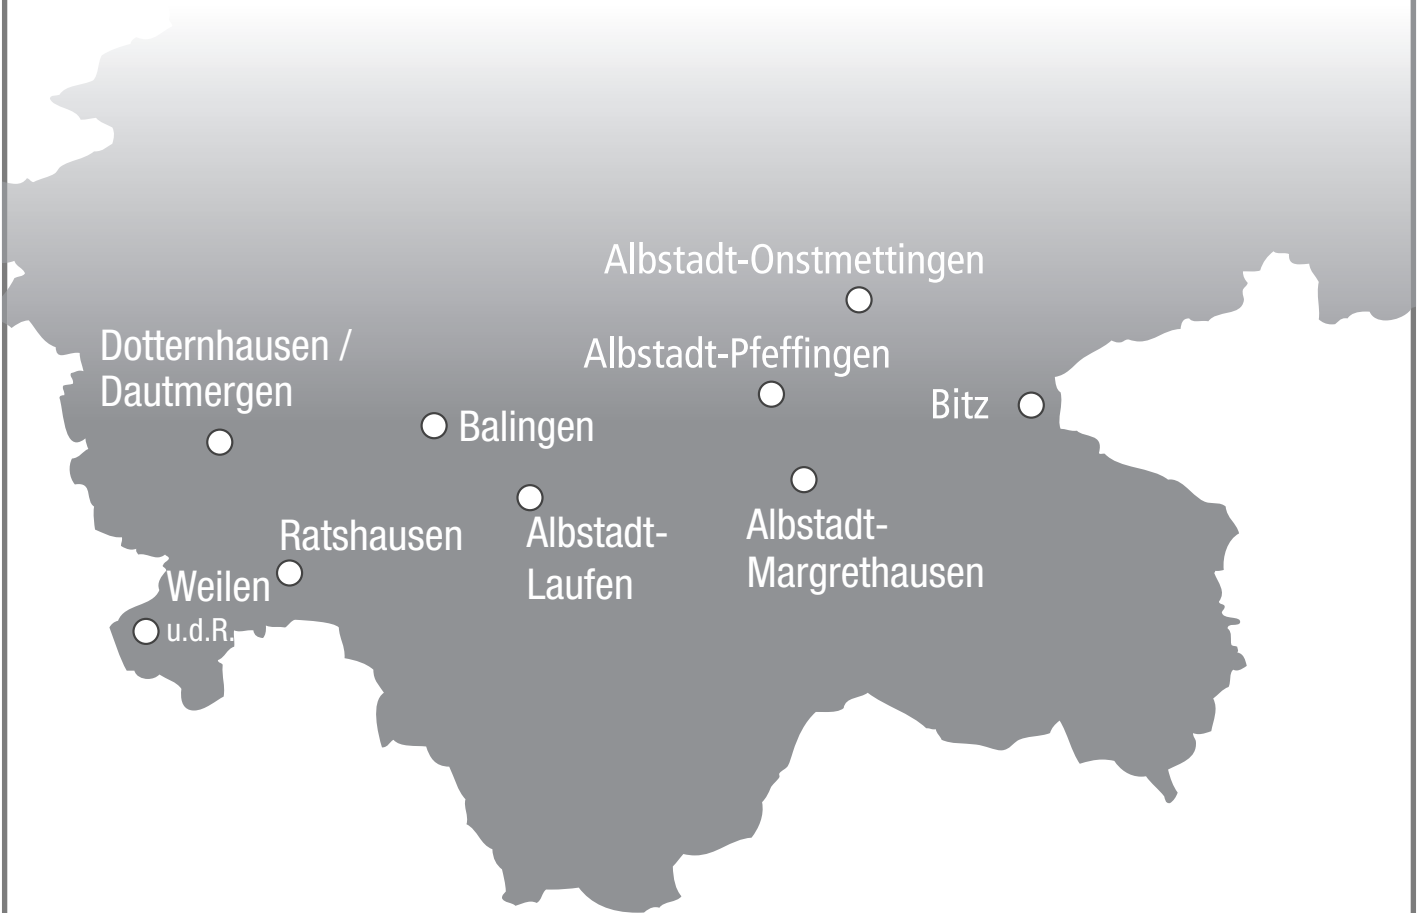 Albstadt-Onstmettingen
Dotternhausen /
Dautmergen
Albstadt-Pfeffingen
Bitz
Balingen
Ratshausen
Albstadt-
Laufen
Albstadt-
Margrethausen
Weilen
u.d.R.